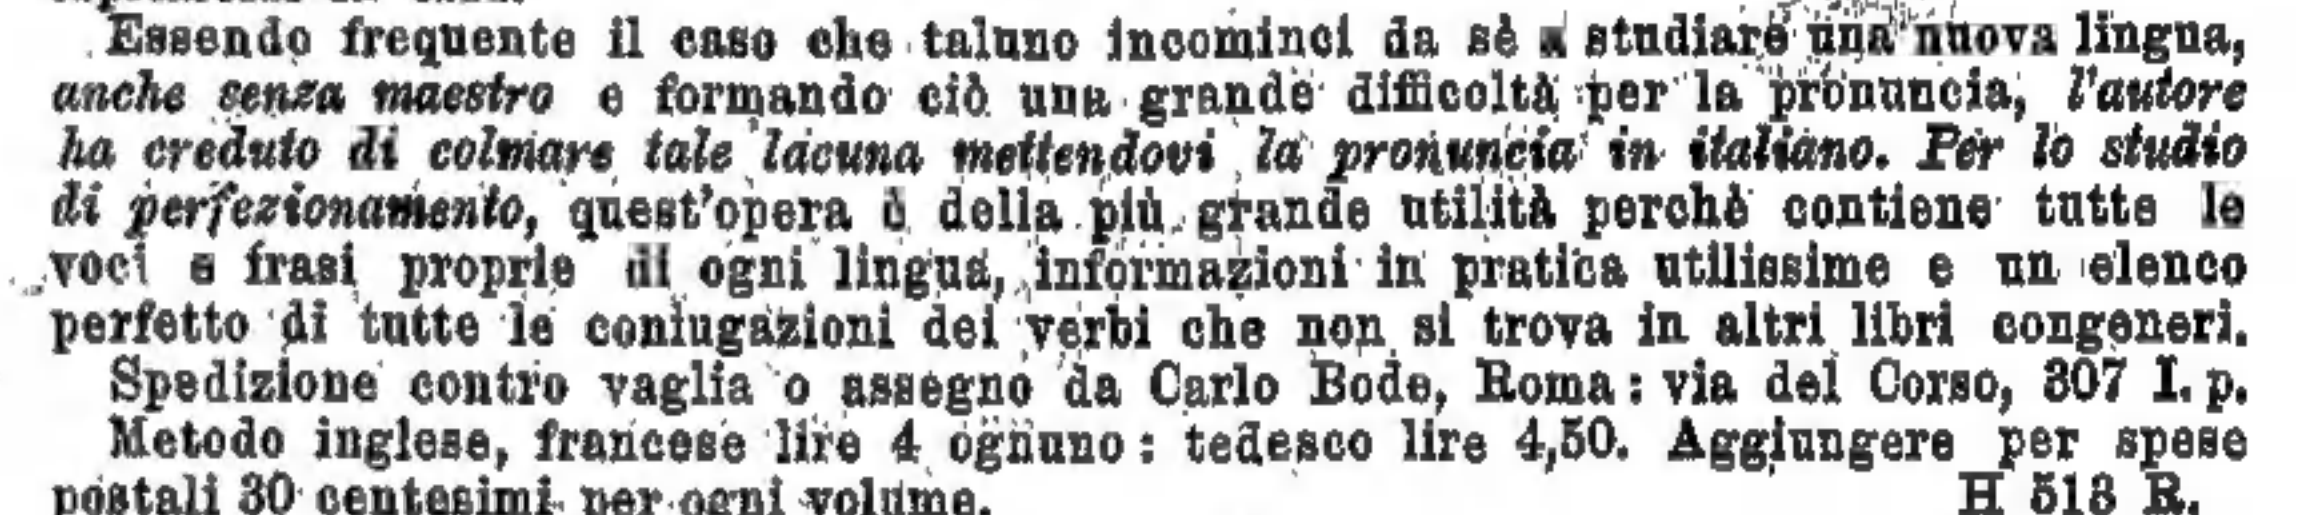 Essendo frequente il caso che taluno incominci da sè a studiare una nuova lingua,
anche senza maestro e formando ciò una grande difficoltà per la pronuncia, l'autore
ha creduto di colmare tale lacuna mettendovi la pronuncia in italiano. Per lo studio
di perfezionamento, quest'opera è della più grande utilità perchè contiene tutte le
voci e frasi proprie di ogni lingua, informazioni in pratica utilissime e un elenco
perfetto di tutte le coniugazioni dei verbi che non si trova in altri libri congeneri.
Spedizione contro vaglia o assegno da Carlo Bode, Roma: via del Corso, 307 I. p.
Metodo inglese, francese lire 4 ognuno: tedesco lire 4,50. Aggiungere per spese
postali 30 centesimi per ogni volume.
H 518 R.